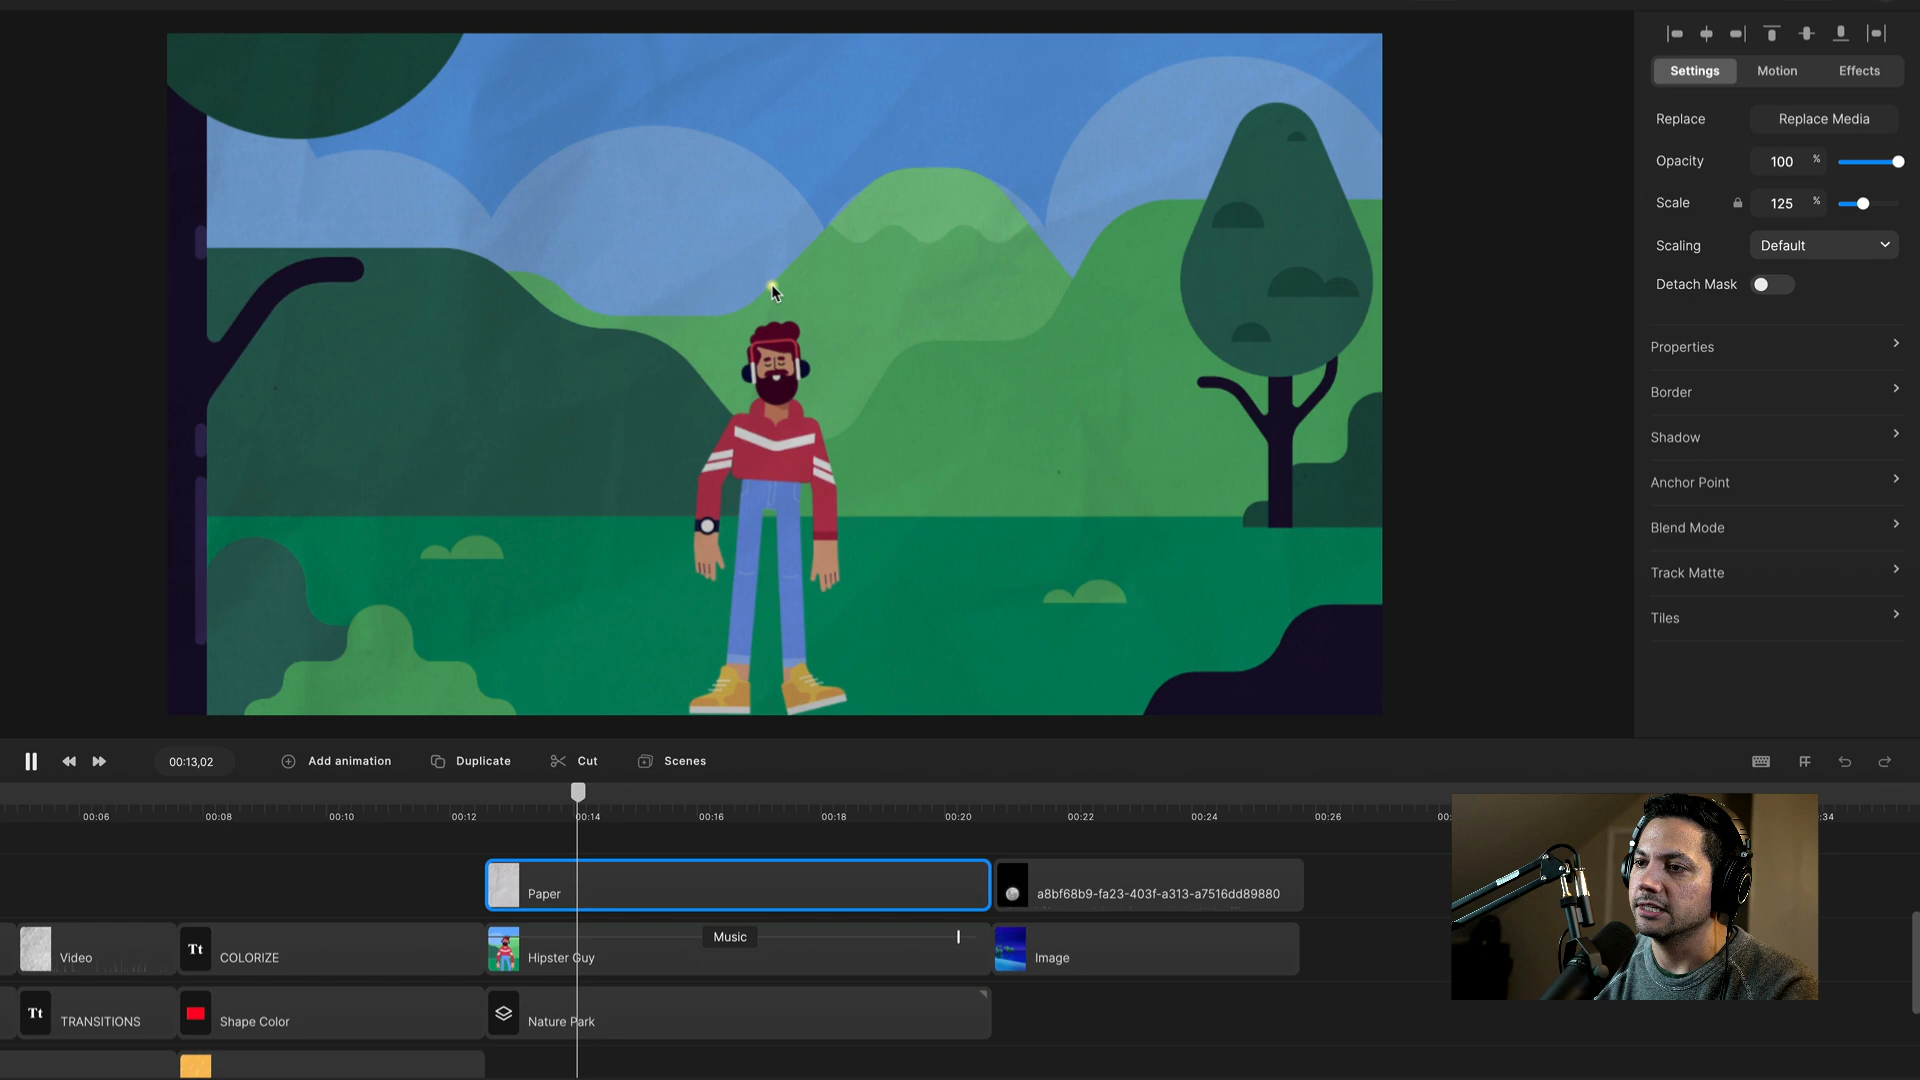 Settings Motion Effects
Replace Replace Media
Opacity 100 %
Scale 125 %
Scaling Default
Detach Mask
Properties
Border
Shadow
Anchor Point
Blend Mode
Track Matte
Tiles
00:13,02 Add animation Duplicate Cut Scenes
00:06 00:08 00:10 00:12 00:14 00:16 00:18 00:20 00:22 00:24 00:26 00: :34
Paper a8bf68b9-fa23-403f-a313-a7516dd89880
Music
Video Tt COLORIZE Hipster Guy Image
Tt TRANSITIONS Shape Color Nature Park